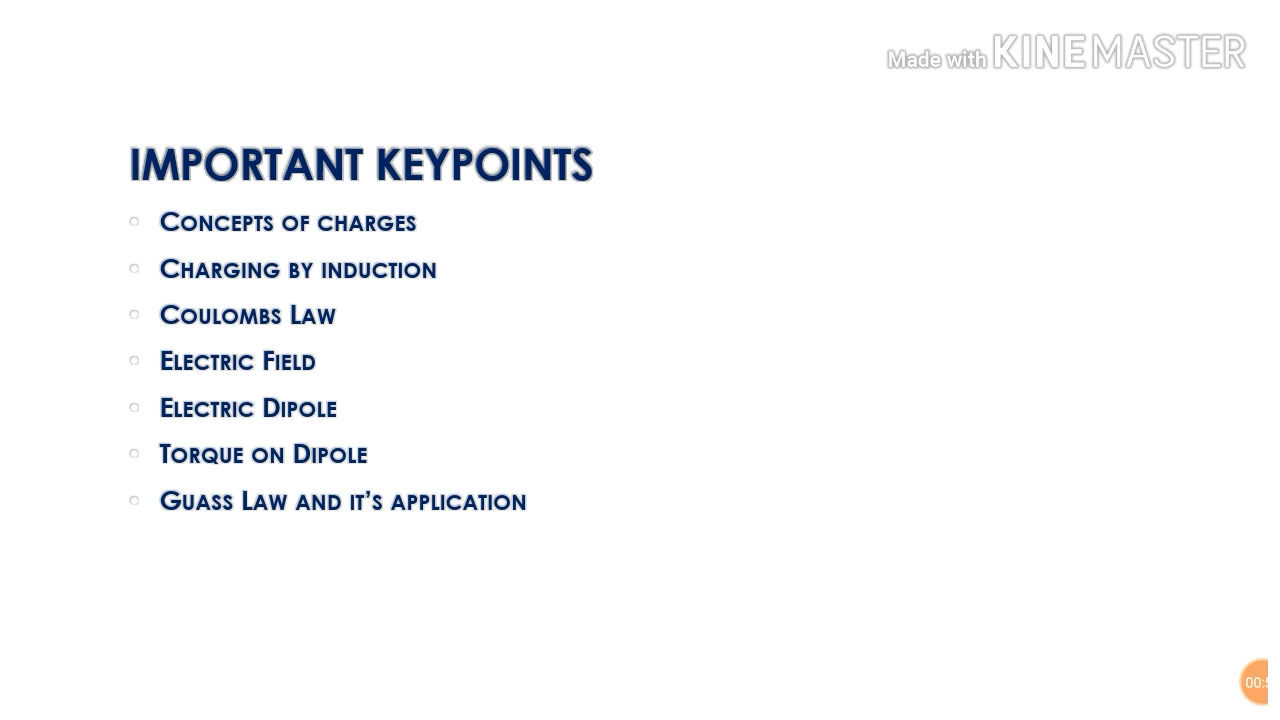 Made with KINEMASTER
IMPORTANT KEYPOINTS
Concepts of charges
Charging by induction
Coulombs Law
Electric Field
Electric Dipole
Torque on Dipole
Guass Law and it's application